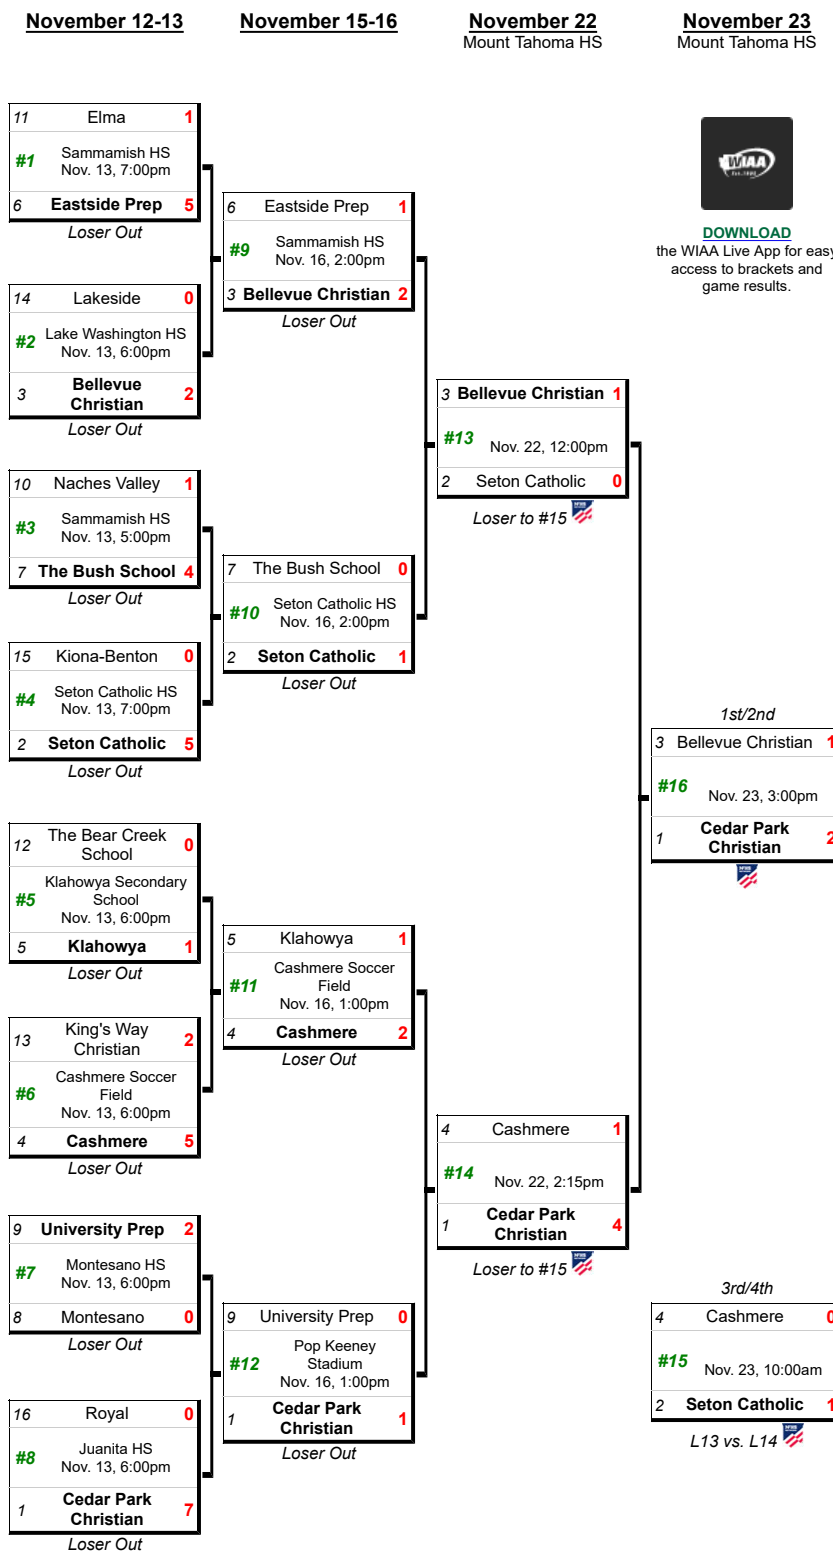 November 12-13
November 15-16
November 22
Mount Tahoma HS
November 23
Mount Tahoma HS
WIAA
Est. 1905
DOWNLOAD
the WIAA Live App for easy
access to brackets and
game results.
11 Elma 1
#1 Sammamish HS
Nov. 13, 7:00pm
6 Eastside Prep 5
Loser Out
14 Lakeside 0
#2 Lake Washington HS
Nov. 13, 6:00pm
3 Bellevue
Christian 2
Loser Out
10 Naches Valley 1
#3 Sammamish HS
Nov. 13, 5:00pm
7 The Bush School 4
Loser Out
15 Kiona-Benton 0
#4 Seton Catholic HS
Nov. 13, 7:00pm
2 Seton Catholic 5
Loser Out
12 The Bear Creek
School 0
#5 Klahowya Secondary
School
Nov. 13, 6:00pm
5 Klahowya 1
Loser Out
13 King's Way
Christian 2
#6 Cashmere Soccer
Field
Nov. 13, 6:00pm
4 Cashmere 5
Loser Out
9 University Prep 2
#7 Montesano HS
Nov. 13, 6:00pm
8 Montesano 0
Loser Out
16 Royal 0
#8 Juanita HS
Nov. 13, 6:00pm
1 Cedar Park
Christian 7
Loser Out
6 Eastside Prep 1
#9 Sammamish HS
Nov. 16, 2:00pm
3 Bellevue Christian 2
Loser Out
7 The Bush School 0
#10 Seton Catholic HS
Nov. 16, 2:00pm
2 Seton Catholic 1
Loser Out
5 Klahowya 1
#11 Cashmere Soccer
Field
Nov. 16, 1:00pm
4 Cashmere 2
Loser Out
9 University Prep 0
#12 Pop Keeney
Stadium
Nov. 16, 1:00pm
1 Cedar Park
Christian 1
Loser Out
3 Bellevue Christian 1
#13 Nov. 22, 12:00pm
2 Seton Catholic 0
Loser to #15
4 Cashmere 1
#14 Nov. 22, 2:15pm
1 Cedar Park
Christian 4
Loser to #15
1st/2nd
3 Bellevue Christian 1
#16 Nov. 23, 3:00pm
1 Cedar Park
Christian 2
3rd/4th
4 Cashmere 0
#15 Nov. 23, 10:00am
2 Seton Catholic 1
L13 vs. L14